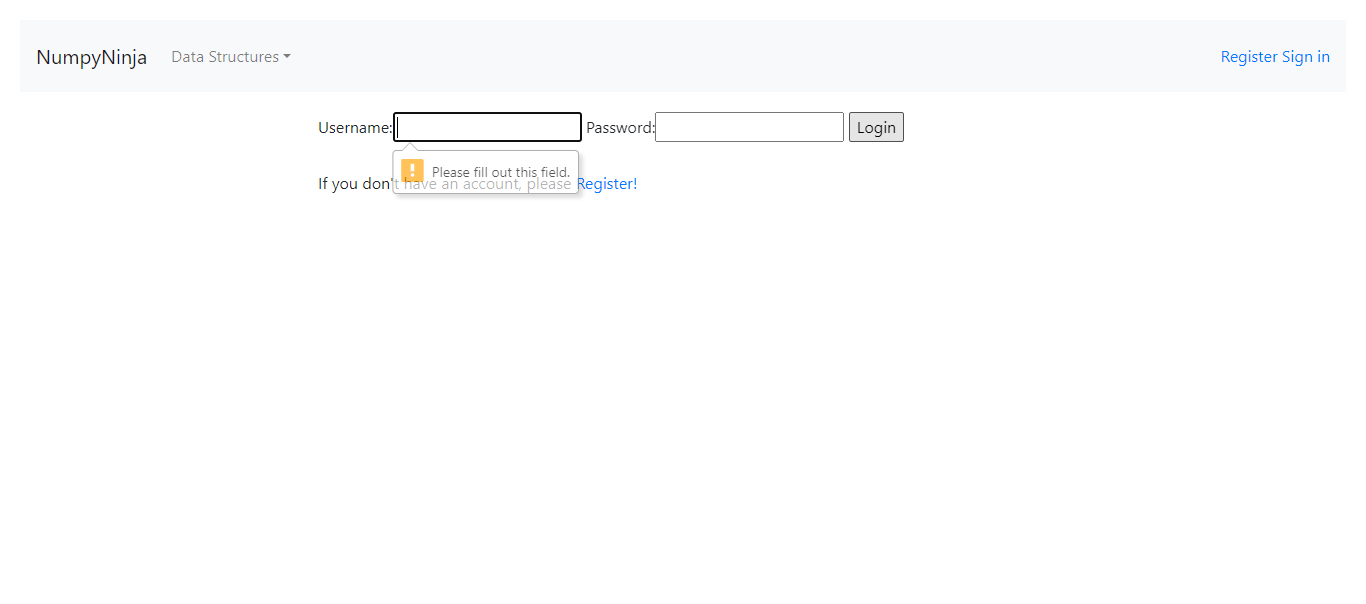 NumpyNinja Data Structures Register Sign in
Username: Password: Login
Please fill out this field.
If you don't have an account, please Register!